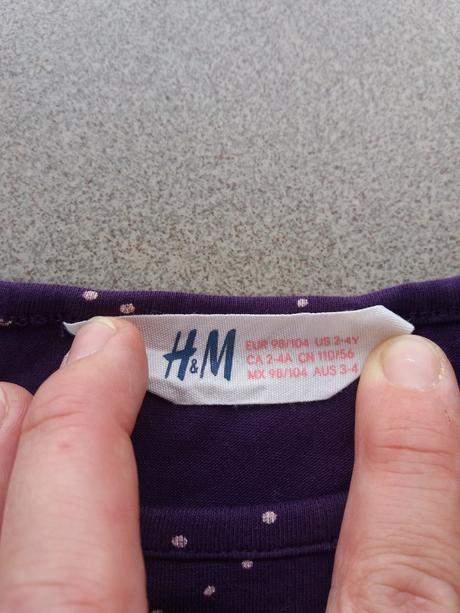 H&M
EUR 98/104 US 2-4Y
CA 2-4A CN 110/56
MX 98/104 AUS 3-4